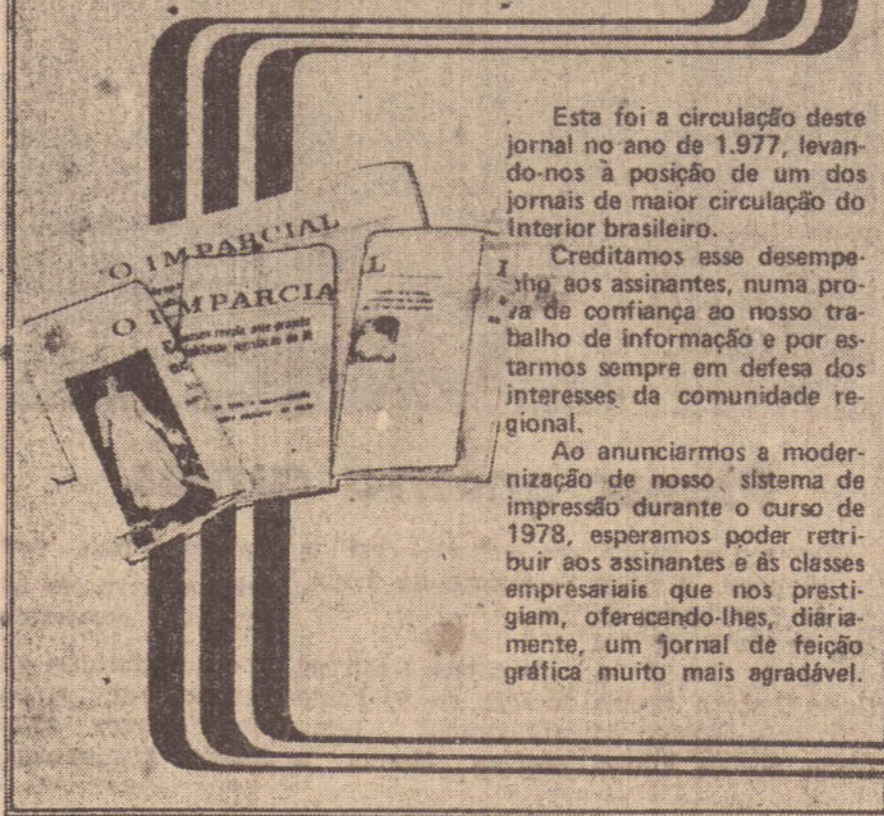 Esta foi a circulação deste
jornal no ano de 1.977, levan-
do-nos à posição de um dos
jornais de maior circulação do
Interior brasileiro.
Creditamos esse desempe-
nho aos assinantes, numa pro-
va de confiança ao nosso tra-
balho de informação e por es-
tarmos sempre em defesa dos
interesses da comunidade re-
gional.
Ao anunciarmos a moder-
nização de nosso sistema de
impressão durante o curso de
1978, esperamos poder retri-
buir aos assinantes e às classes
empresariais que nos presti-
giam, oferecendo-lhes, diária-
mente, um jornal de feição
gráfica muito mais agradável.
O IMPARCIAL
O IMPARCIA
L
I